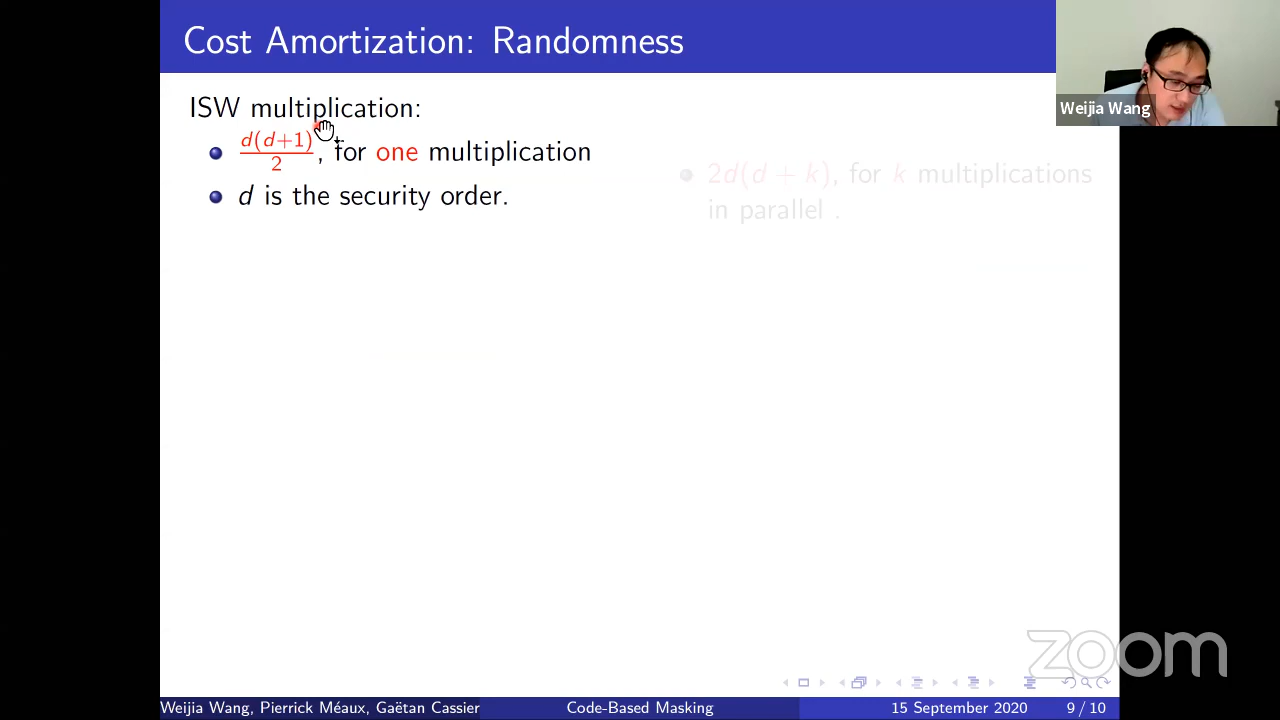 Cost Amortization: Randomness
Weijia Wang
ISW multiplication:
d(d+1)/2, for one multiplication
d is the security order.
2d(d + k), for k multiplications
in parallel .
zoom
Weijia Wang, Pierrick Méaux, Gaëtan Cassier
Code-Based Masking
15 September 2020
9 / 10